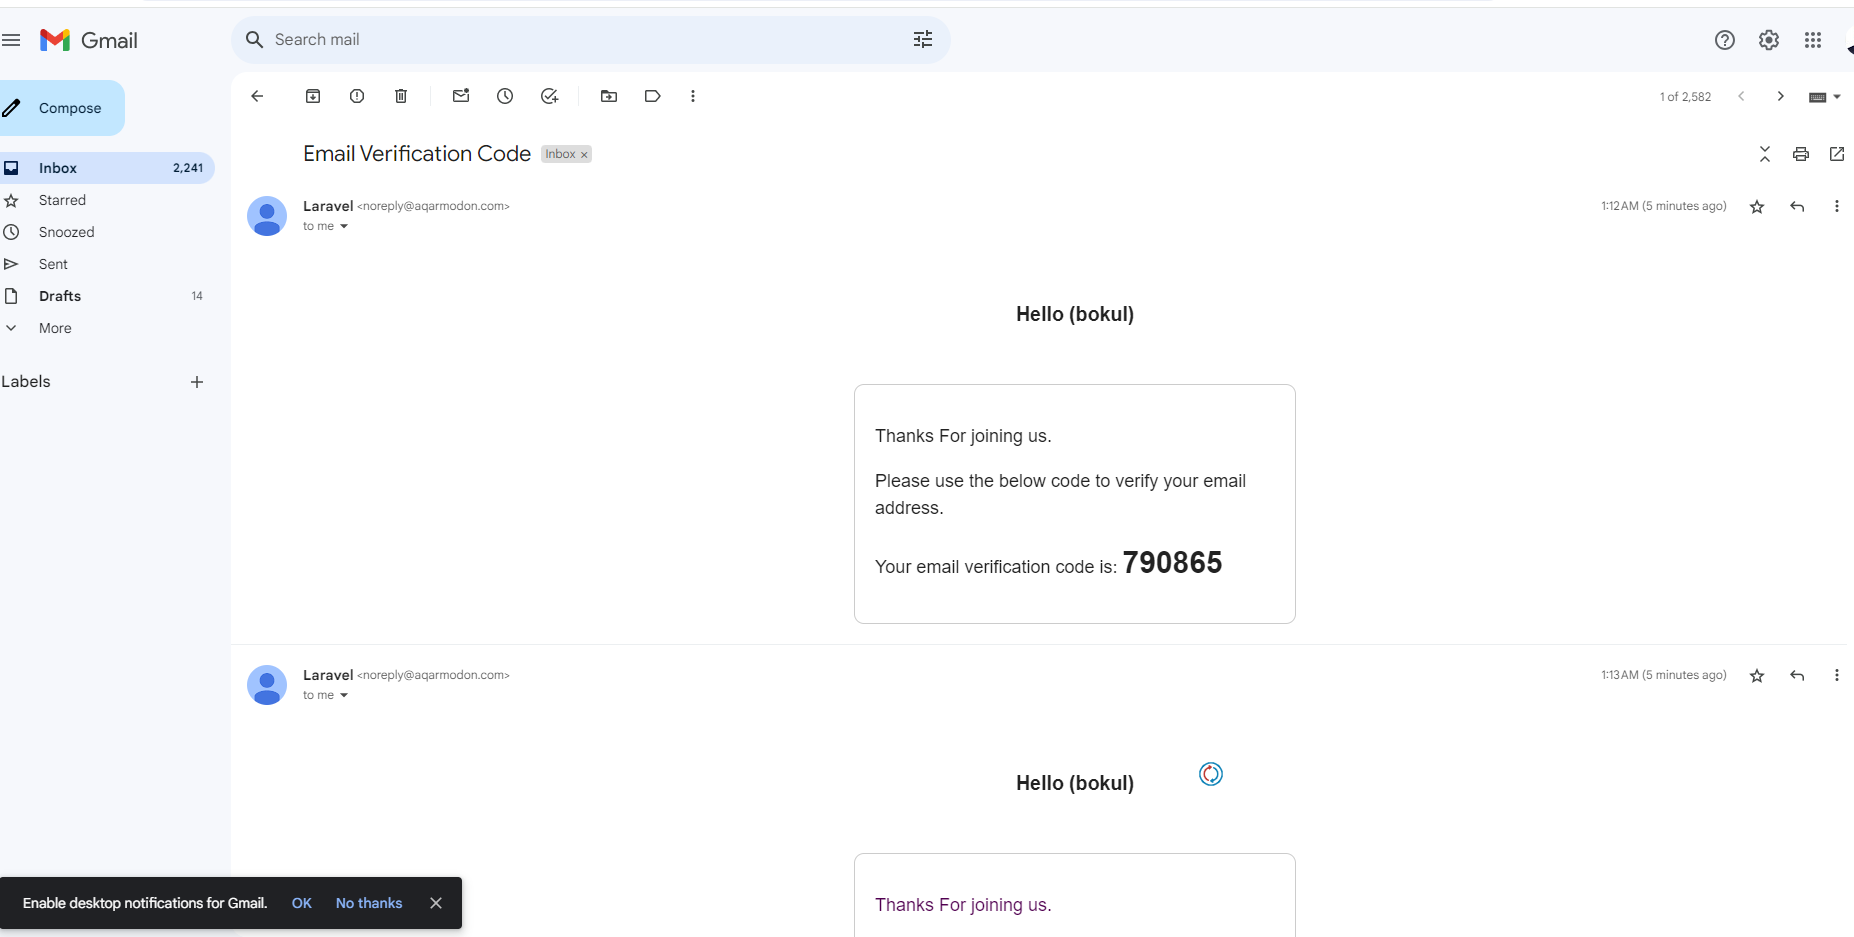 Gmail
Search mail
Compose
1 of 2,582
Email Verification Code Inbox ×
Inbox 2,241
Starred
Snoozed
Sent
Drafts 14
More
Labels
Laravel <noreply@aqarmodon.com>
1:12 AM (5 minutes ago)
to me
Hello (bokul)
Thanks For joining us.
Please use the below code to verify your email
address.
Your email verification code is: 790865
Laravel <noreply@aqarmodon.com>
1:13 AM (5 minutes ago)
to me
Hello (bokul)
Thanks For joining us.
Enable desktop notifications for Gmail. OK No thanks